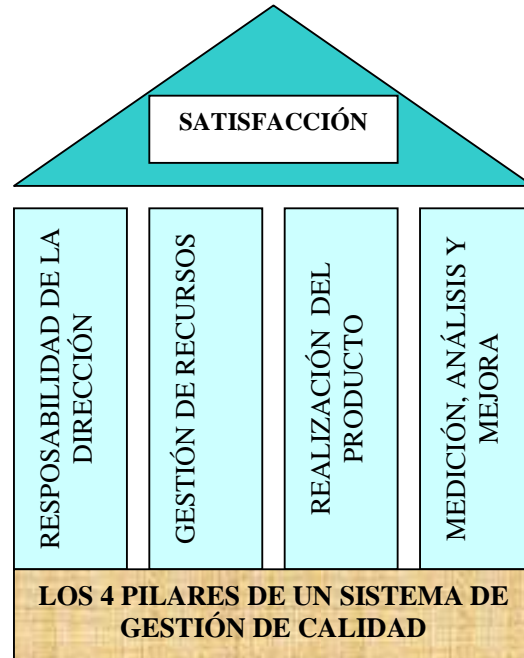 SATISFACCIÓN
RESPOSABILIDAD DE LA
DIRECCIÓN
GESTIÓN DE RECURSOS
REALIZACIÓN DEL
PRODUCTO
MEDICIÓN, ANÁLISIS Y
MEJORA
LOS 4 PILARES DE UN SISTEMA DE
GESTIÓN DE CALIDAD